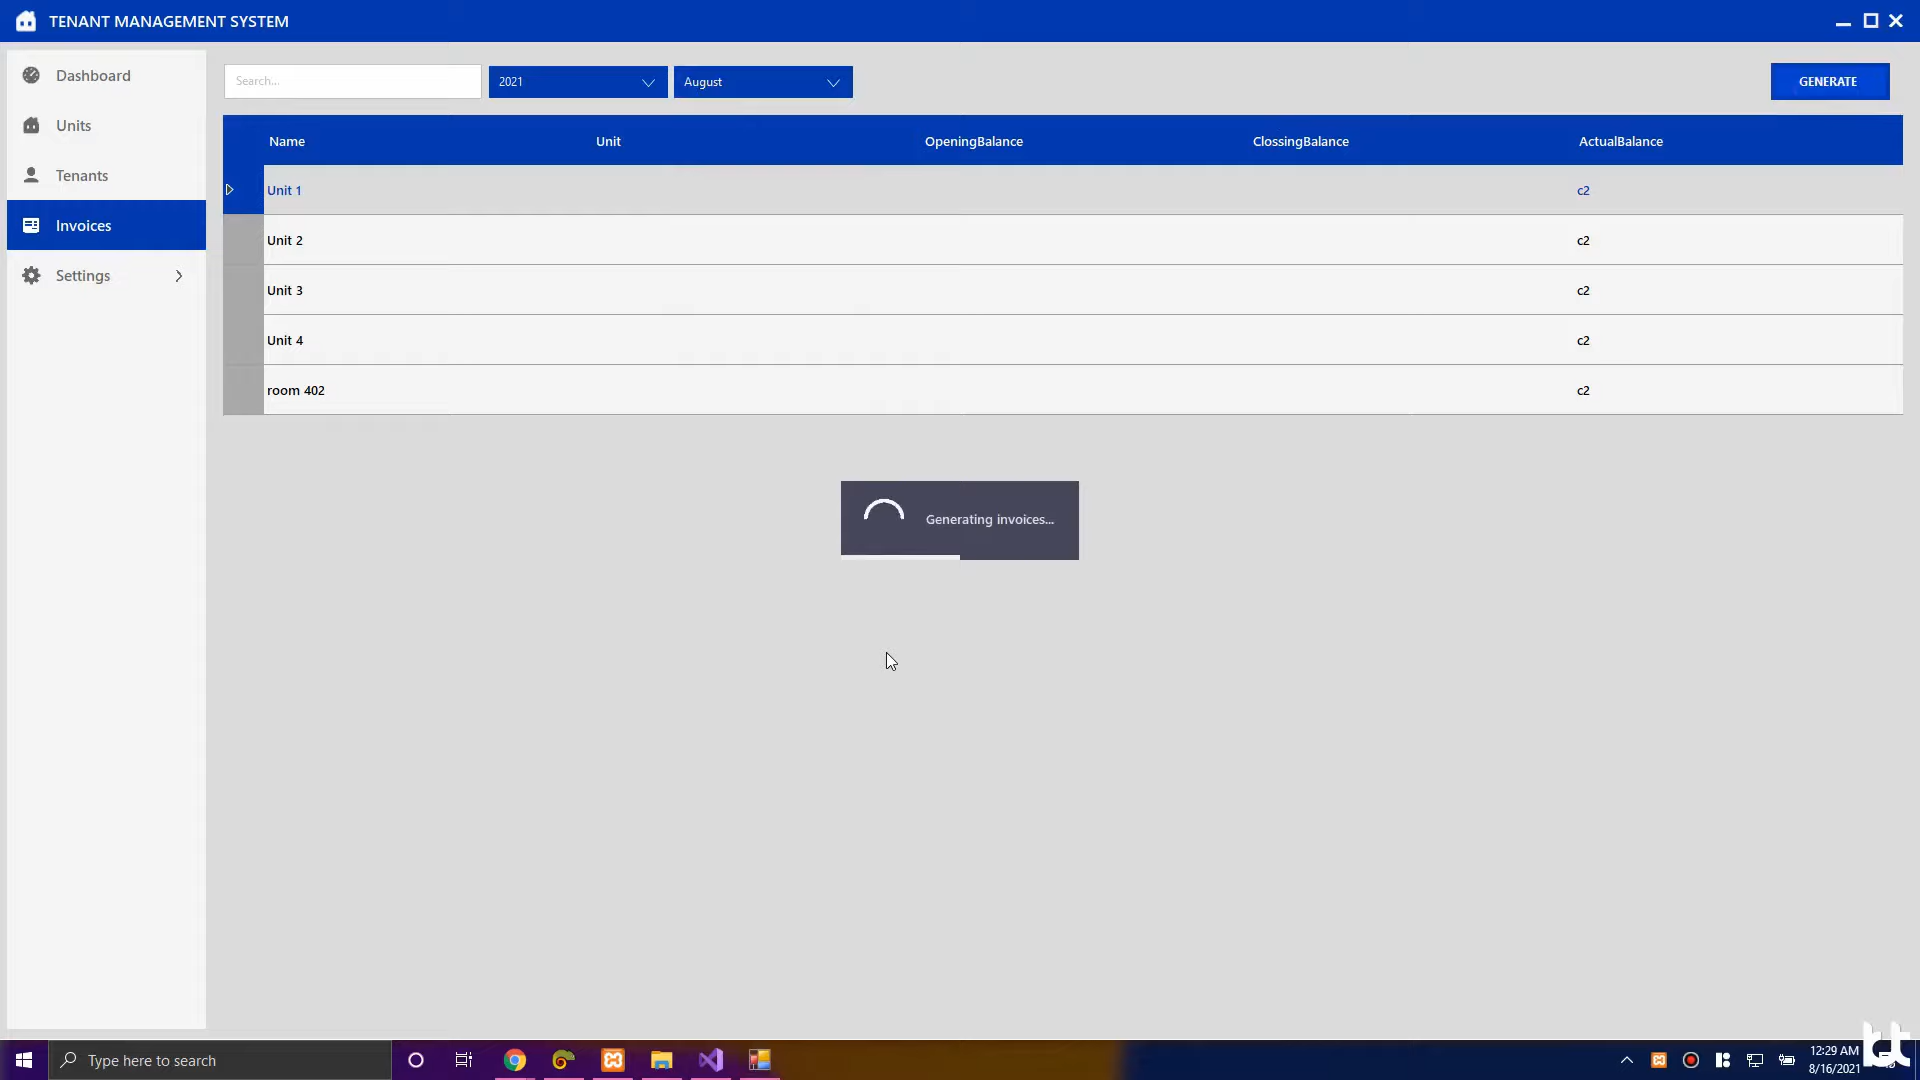 TENANT MANAGEMENT SYSTEM
Dashboard
Units
Tenants
Invoices
Settings
Search...
2021
August
GENERATE
Name Unit OpeningBalance ClossingBalance ActualBalance
Unit 1 c2
Unit 2 c2
Unit 3 c2
Unit 4 c2
room 402 c2
Generating invoices...
Type here to search
12:29 AM
8/16/2021